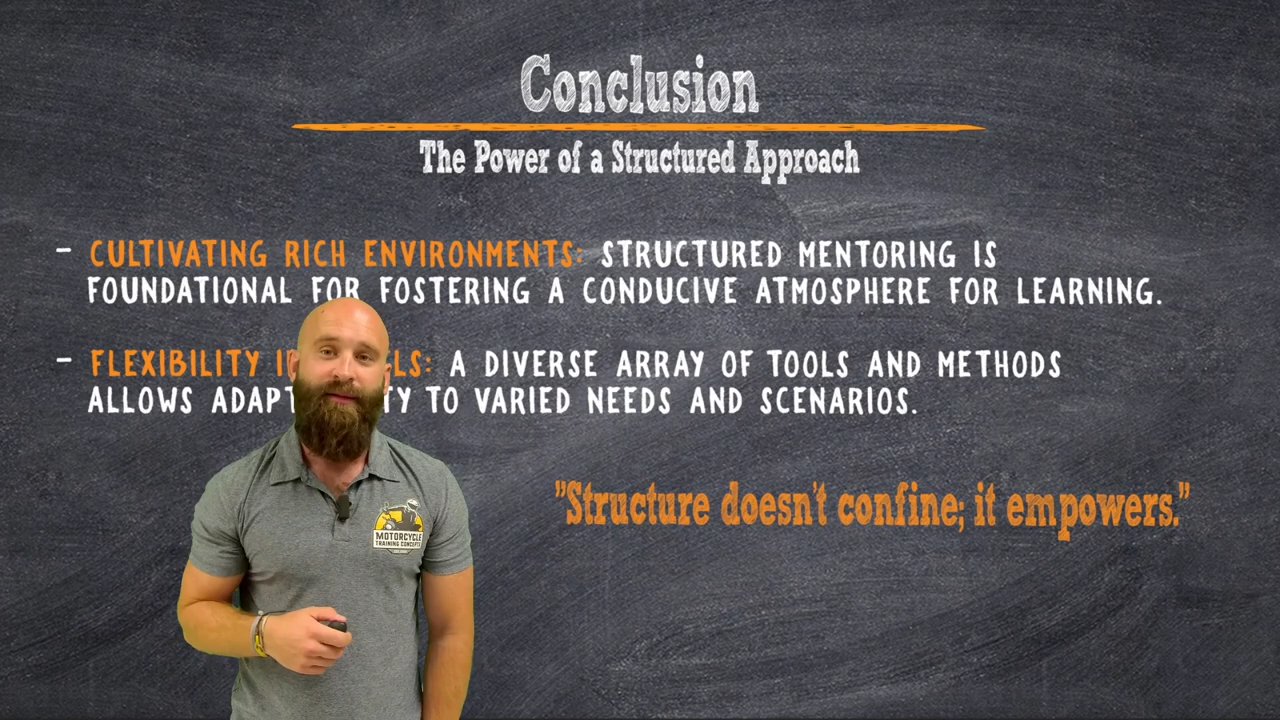 Conclusion
The Power of a Structured Approach
- CULTIVATING RICH ENVIRONMENTS: STRUCTURED MENTORING IS
FOUNDATIONAL FOR FOSTERING A CONDUCIVE ATMOSPHERE FOR LEARNING.
- FLEXIBILITY A DIVERSE ARRAY OF TOOLS AND METHODS
ALLOWS TO VARIED NEEDS AND SCENARIOS.
"Structure doesn't confine; it empowers."
MOTORCYCLE
TRAINING CONCEPTS